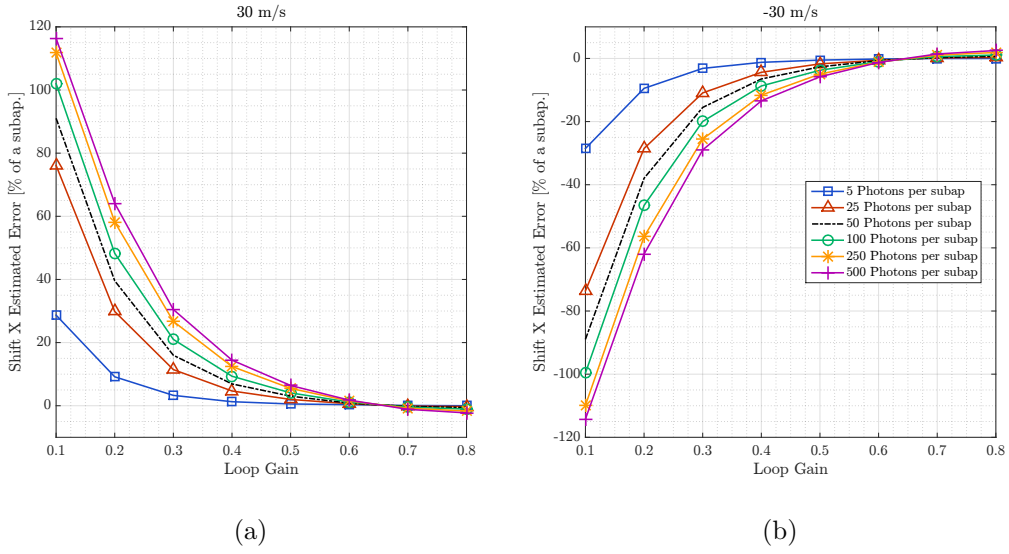 30 m/s
Shift X Estimated Error [% of a subap.]
120
100
80
60
40
20
0
0.1 0.2 0.3 0.4 0.5 0.6 0.7 0.8
Loop Gain
(a)
-30 m/s
Shift X Estimated Error [% of a subap.]
0
-20
-40
-60
-80
-100
-120
5 Photons per subap
25 Photons per subap
50 Photons per subap
100 Photons per subap
250 Photons per subap
500 Photons per subap
0.1 0.2 0.3 0.4 0.5 0.6 0.7 0.8
Loop Gain
(b)